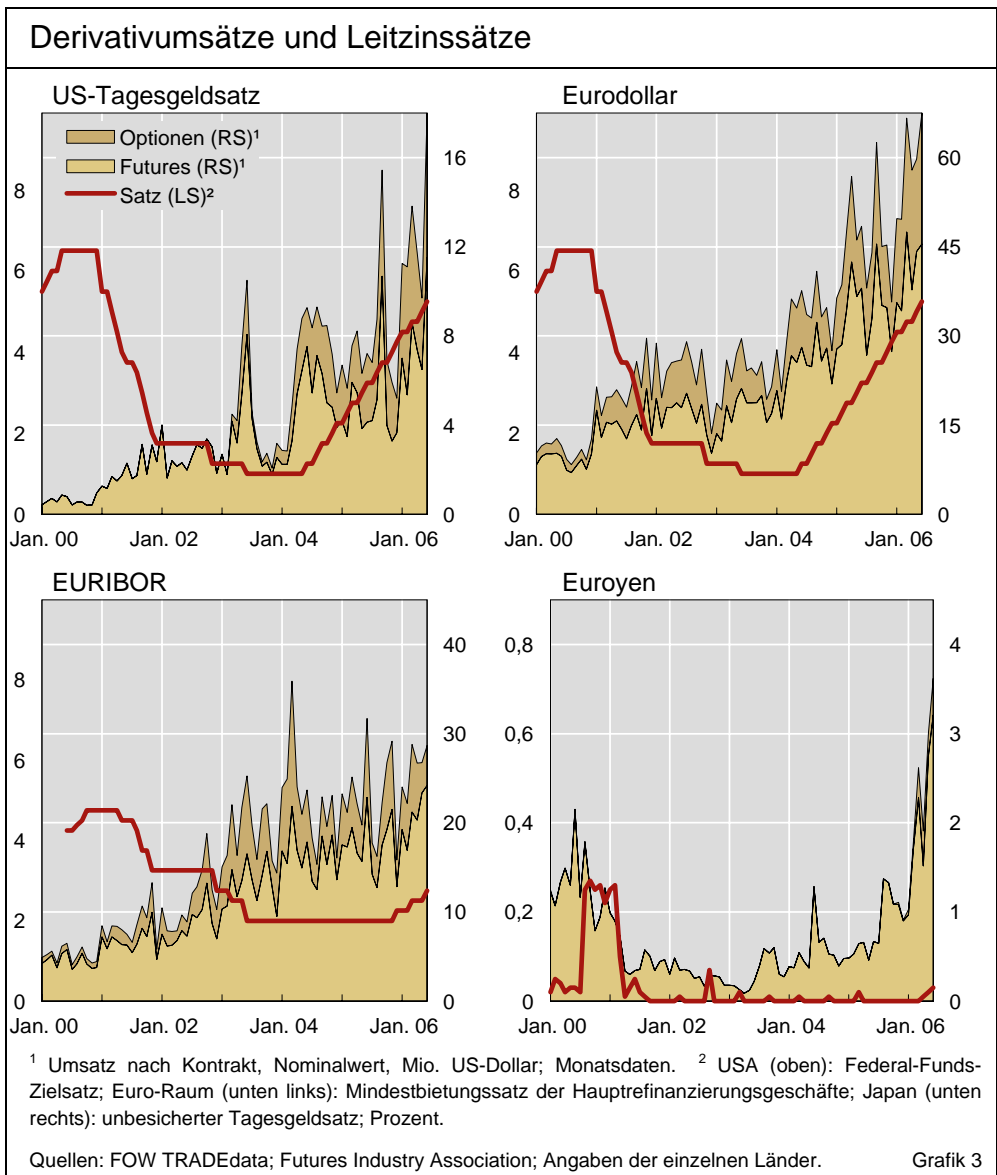 Derivativumsätze und Leitzinssätze
US-Tagesgeldsatz
Optionen (RS)¹
Futures (RS)¹
Satz (LS)²
8
6
4
2
0
16
12
8
4
0
Jan. 00 Jan. 02 Jan. 04 Jan. 06
Eurodollar
8
6
4
2
0
60
45
30
15
0
Jan. 00 Jan. 02 Jan. 04 Jan. 06
EURIBOR
8
6
4
2
0
40
30
20
10
0
Jan. 00 Jan. 02 Jan. 04 Jan. 06
Euroyen
0,8
0,6
0,4
0,2
0
4
3
2
1
0
Jan. 00 Jan. 02 Jan. 04 Jan. 06
¹ Umsatz nach Kontrakt, Nominalwert, Mio. US-Dollar; Monatsdaten. ² USA (oben): Federal-Funds-
Zielsatz; Euro-Raum (unten links): Mindestbietungssatz der Hauptrefinanzierungsgeschäfte; Japan (unten
rechts): unbesicherter Tagesgeldsatz; Prozent.
Quellen: FOW TRADEdata; Futures Industry Association; Angaben der einzelnen Länder. Grafik 3